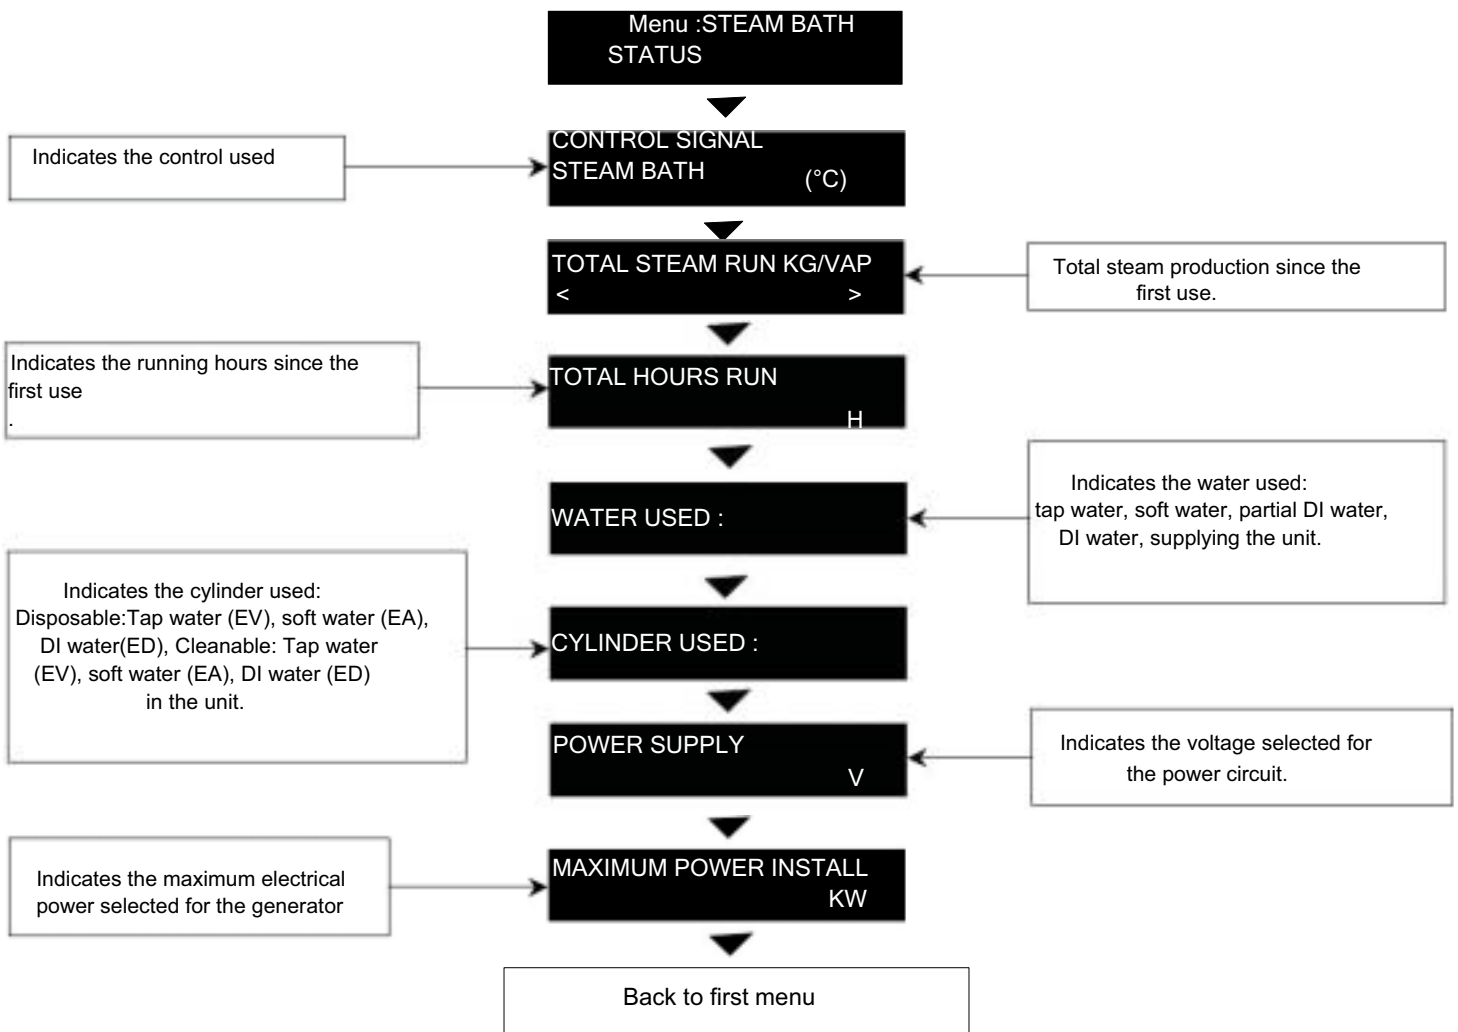 Menu :STEAM BATH
STATUS
Indicates the control used
CONTROL SIGNAL
STEAM BATH (°C)
TOTAL STEAM RUN KG/VAP
< >
Total steam production since the
first use.
Indicates the running hours since the
first use
.
TOTAL HOURS RUN
H
Indicates the water used:
tap water, soft water, partial DI water,
DI water, supplying the unit.
WATER USED :
Indicates the cylinder used:
Disposable:Tap water (EV), soft water (EA),
DI water(ED), Cleanable: Tap water
(EV), soft water (EA), DI water (ED)
in the unit.
CYLINDER USED :
POWER SUPPLY
V
Indicates the voltage selected for
the power circuit.
Indicates the maximum electrical
power selected for the generator
MAXIMUM POWER INSTALL
KW
Back to first menu